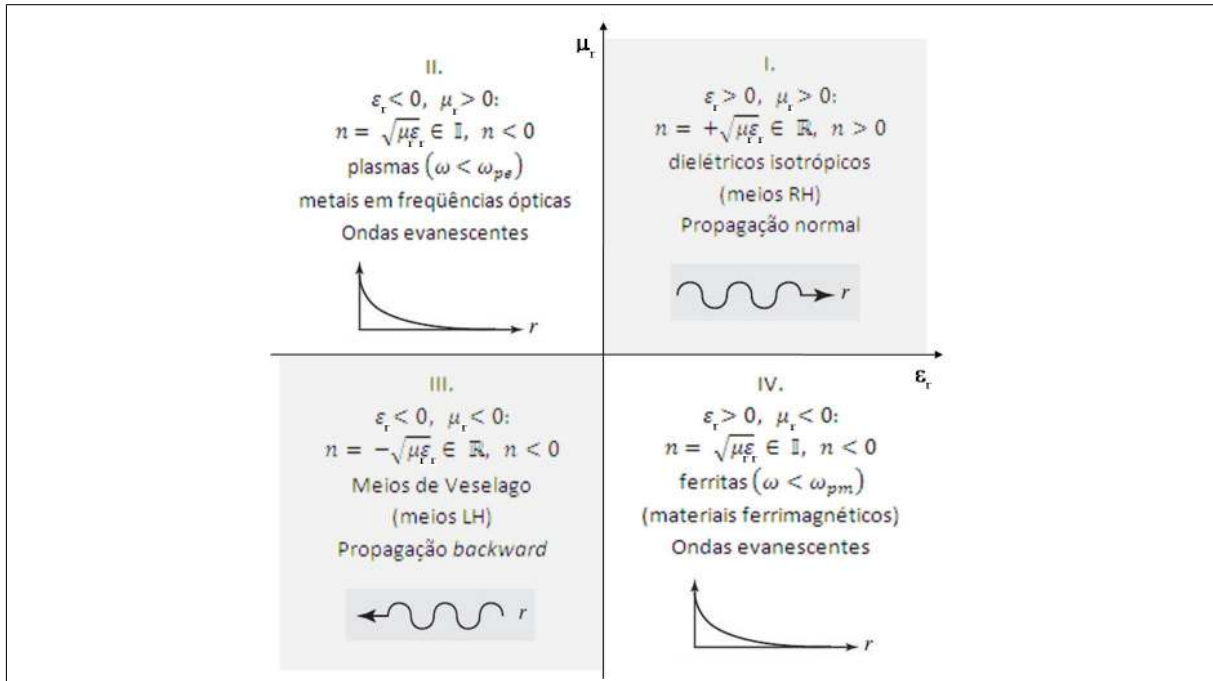 μr
I.
εr > 0, μr > 0:
n = +√μrεr ∈ ℝ, n > 0
dielétricos isotrópicos
(meios RH)
Propagação normal
r
II.
εr < 0, μr > 0:
n = √μrεr ∈ 𝕀, n < 0
plasmas (ω < ωpe)
metais em freqüências ópticas
Ondas evanescentes
r
εr
III.
εr < 0, μr < 0:
n = −√μrεr ∈ ℝ, n < 0
Meios de Veselago
(meios LH)
Propagação backward
r
IV.
εr > 0, μr < 0:
n = √μrεr ∈ 𝕀, n < 0
ferritas (ω < ωpm)
(materiais ferrimagnéticos)
Ondas evanescentes
r